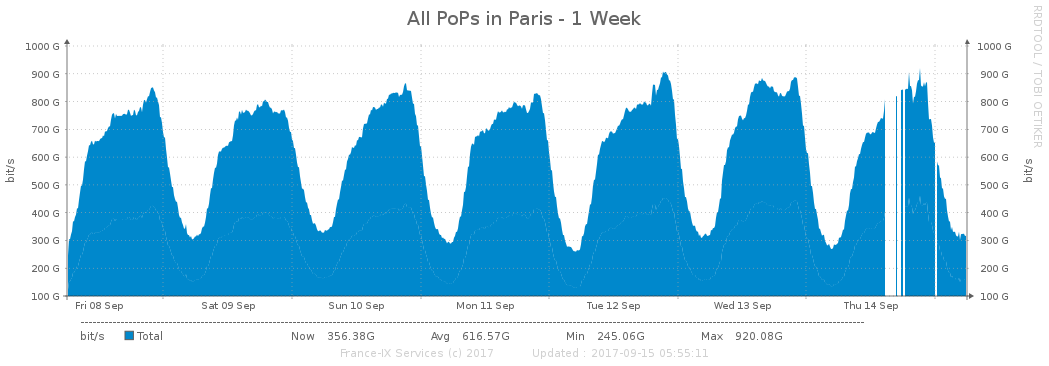 All PoPs in Paris - 1 Week
RRDTOOL / TOBI OETIKER
1000 G 1000 G
900 G 900 G
800 G 800 G
700 G 700 G
600 G 600 G
500 G 500 G
400 G 400 G
300 G 300 G
200 G 200 G
100 G 100 G
bit/s
bit/s
Fri 08 Sep Sat 09 Sep Sun 10 Sep Mon 11 Sep Tue 12 Sep Wed 13 Sep Thu 14 Sep
bit/s Total Now 356.38G Avg 616.57G Min 245.06G Max 920.08G
France-IX Services (c) 2017 Updated : 2017-09-15 05:55:11